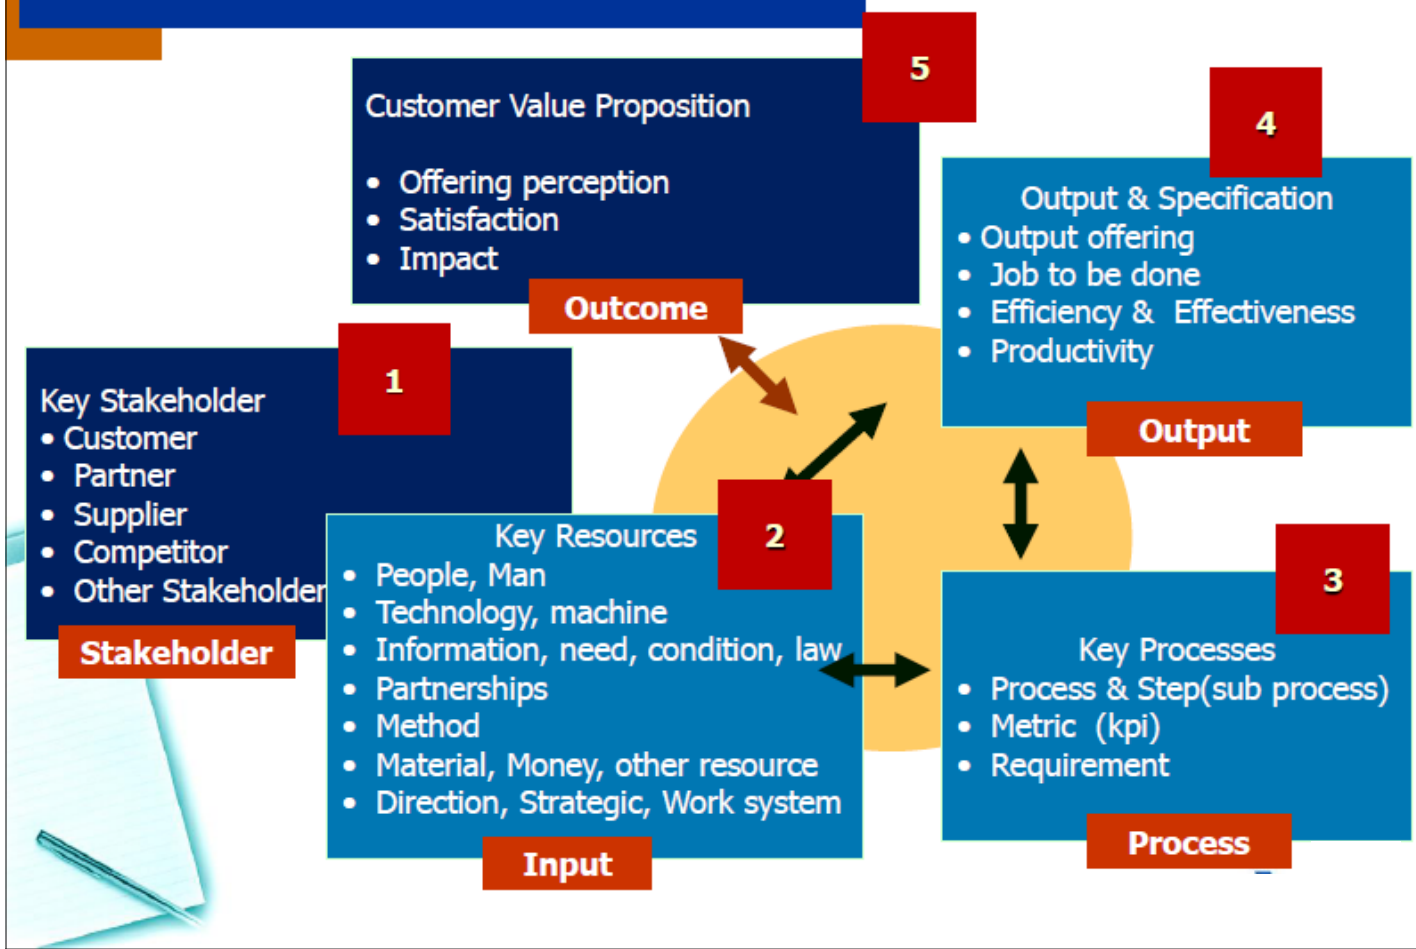 5
Customer Value Proposition
• Offering perception
• Satisfaction
• Impact
Outcome
4
Output & Specification
• Output offering
• Job to be done
• Efficiency & Effectiveness
• Productivity
Output
1
Key Stakeholder
• Customer
• Partner
• Supplier
• Competitor
• Other Stakeholder
Stakeholder
2
Key Resources
• People, Man
• Technology, machine
• Information, need, condition, law
• Partnerships
• Method
• Material, Money, other resource
• Direction, Strategic, Work system
Input
3
Key Processes
• Process & Step(sub process)
• Metric (kpi)
• Requirement
Process